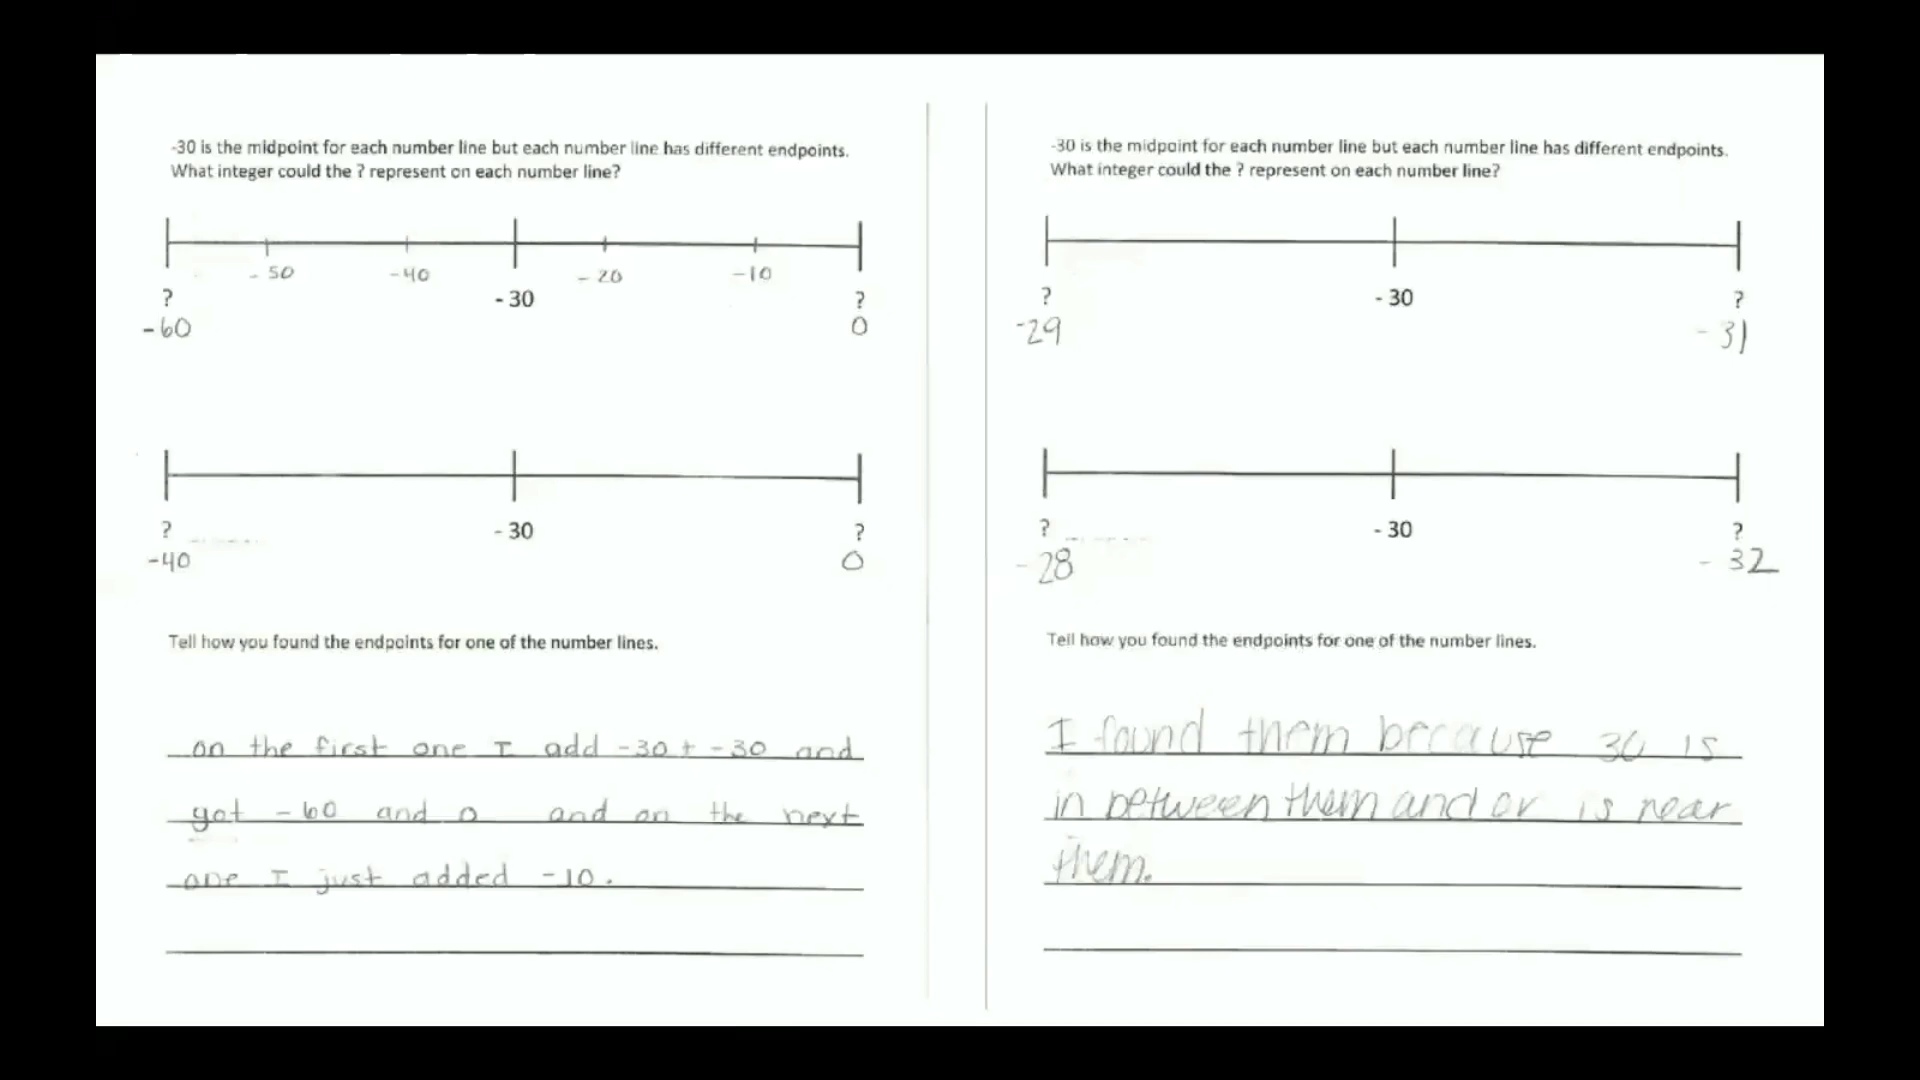 -30 is the midpoint for each number line but each number line has different endpoints.
What integer could the ? represent on each number line?
- 50
- 40
- 20
- 10
?
- 30
?
- 60
0
?
- 30
?
- 40
0
Tell how you found the endpoints for one of the number lines.
on the first one I add -30 + -30 and
got -60 and 0 and on the next
one I just added -10.
-30 is the midpoint for each number line but each number line has different endpoints.
What integer could the ? represent on each number line?
?
- 30
?
-29
- 31
?
- 30
?
- 28
- 32
Tell how you found the endpoints for one of the number lines.
I found them because 30 is
in between them and or is near
them.